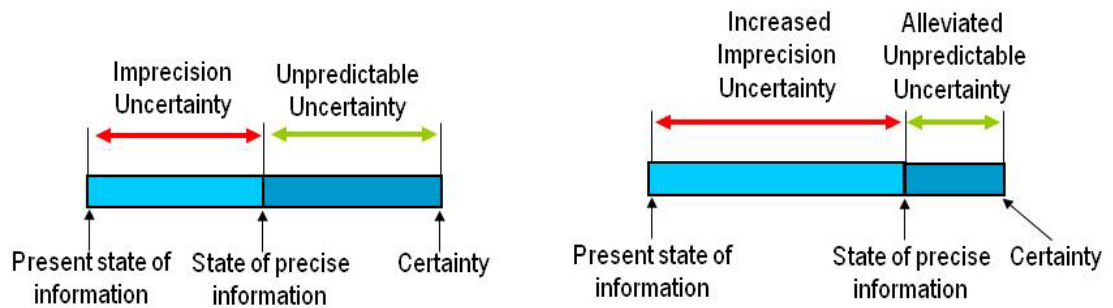 Imprecision
Uncertainty
Unpredictable
Uncertainty
Present state of
information
State of precise
information
Certainty
Increased
Imprecision
Uncertainty
Alleviated
Unpredictable
Uncertainty
Present state of
information
State of precise
information
Certainty